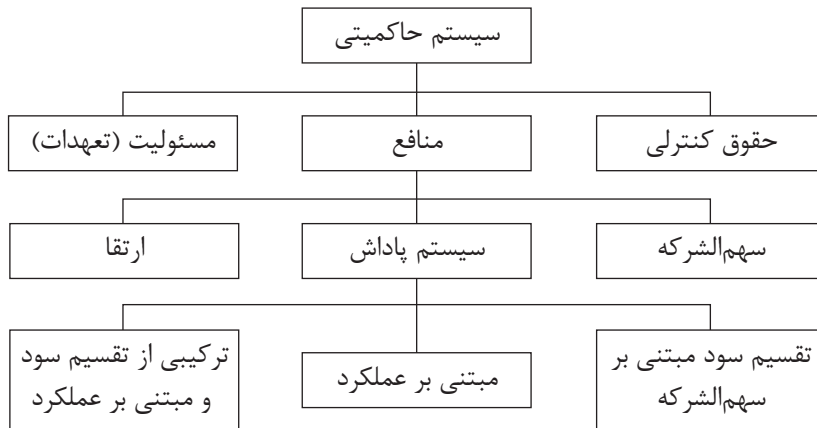 سیستم حاکمیتی
حقوق کنترلی
منافع
مسئولیت (تعهدات)
سهم‌الشرکه
سیستم پاداش
ارتقا
تقسیم سود مبتنی بر
سهم‌الشرکه
مبتنی بر عملکرد
ترکیبی از تقسیم سود
و مبتنی بر عملکرد